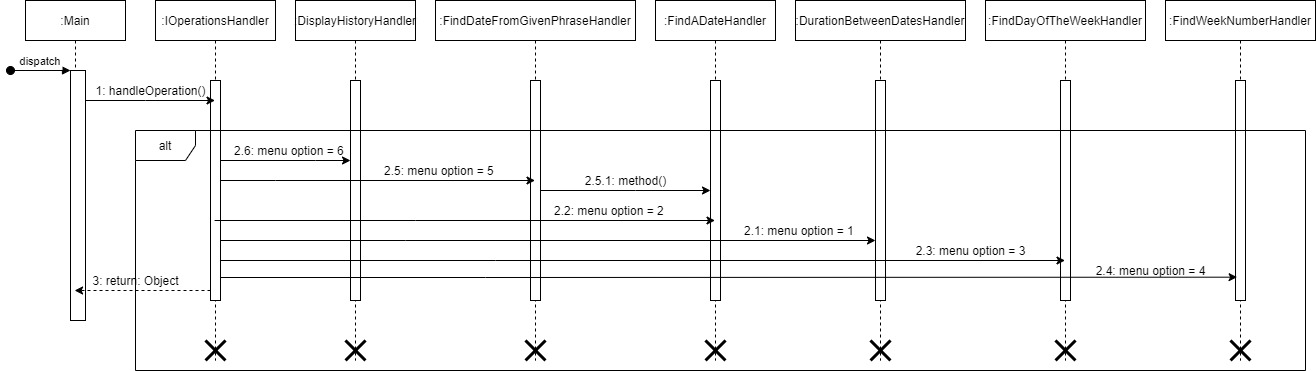 :Main
:IOperationsHandler
DisplayHistoryHandler
:FindDateFromGivenPhraseHandler
:FindADateHandler
:DurationBetweenDatesHandler
:FindDayOfTheWeekHandler
:FindWeekNumberHandler
dispatch
1: handleOperation()
alt
2.6: menu option = 6
2.5: menu option = 5
2.5.1: method()
2.2: menu option = 2
2.1: menu option = 1
2.3: menu option = 3
2.4: menu option = 4
3: return: Object